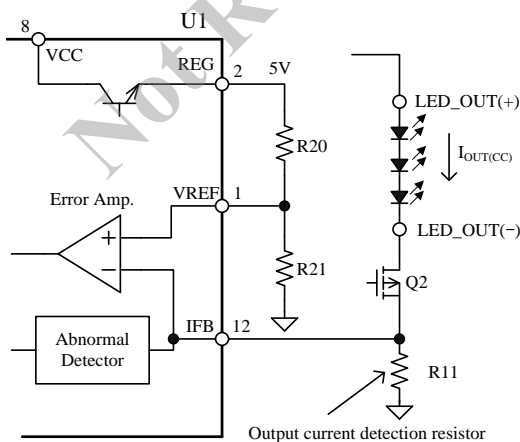 U1
8
VCC
REG
2
5V
R20
LED_OUT(+)
IOUT(CC)
Error Amp.
VREF
1
+
−
R21
LED_OUT(−)
Q2
IFB
12
Abnormal
Detector
R11
Output current detection resistor
Not R